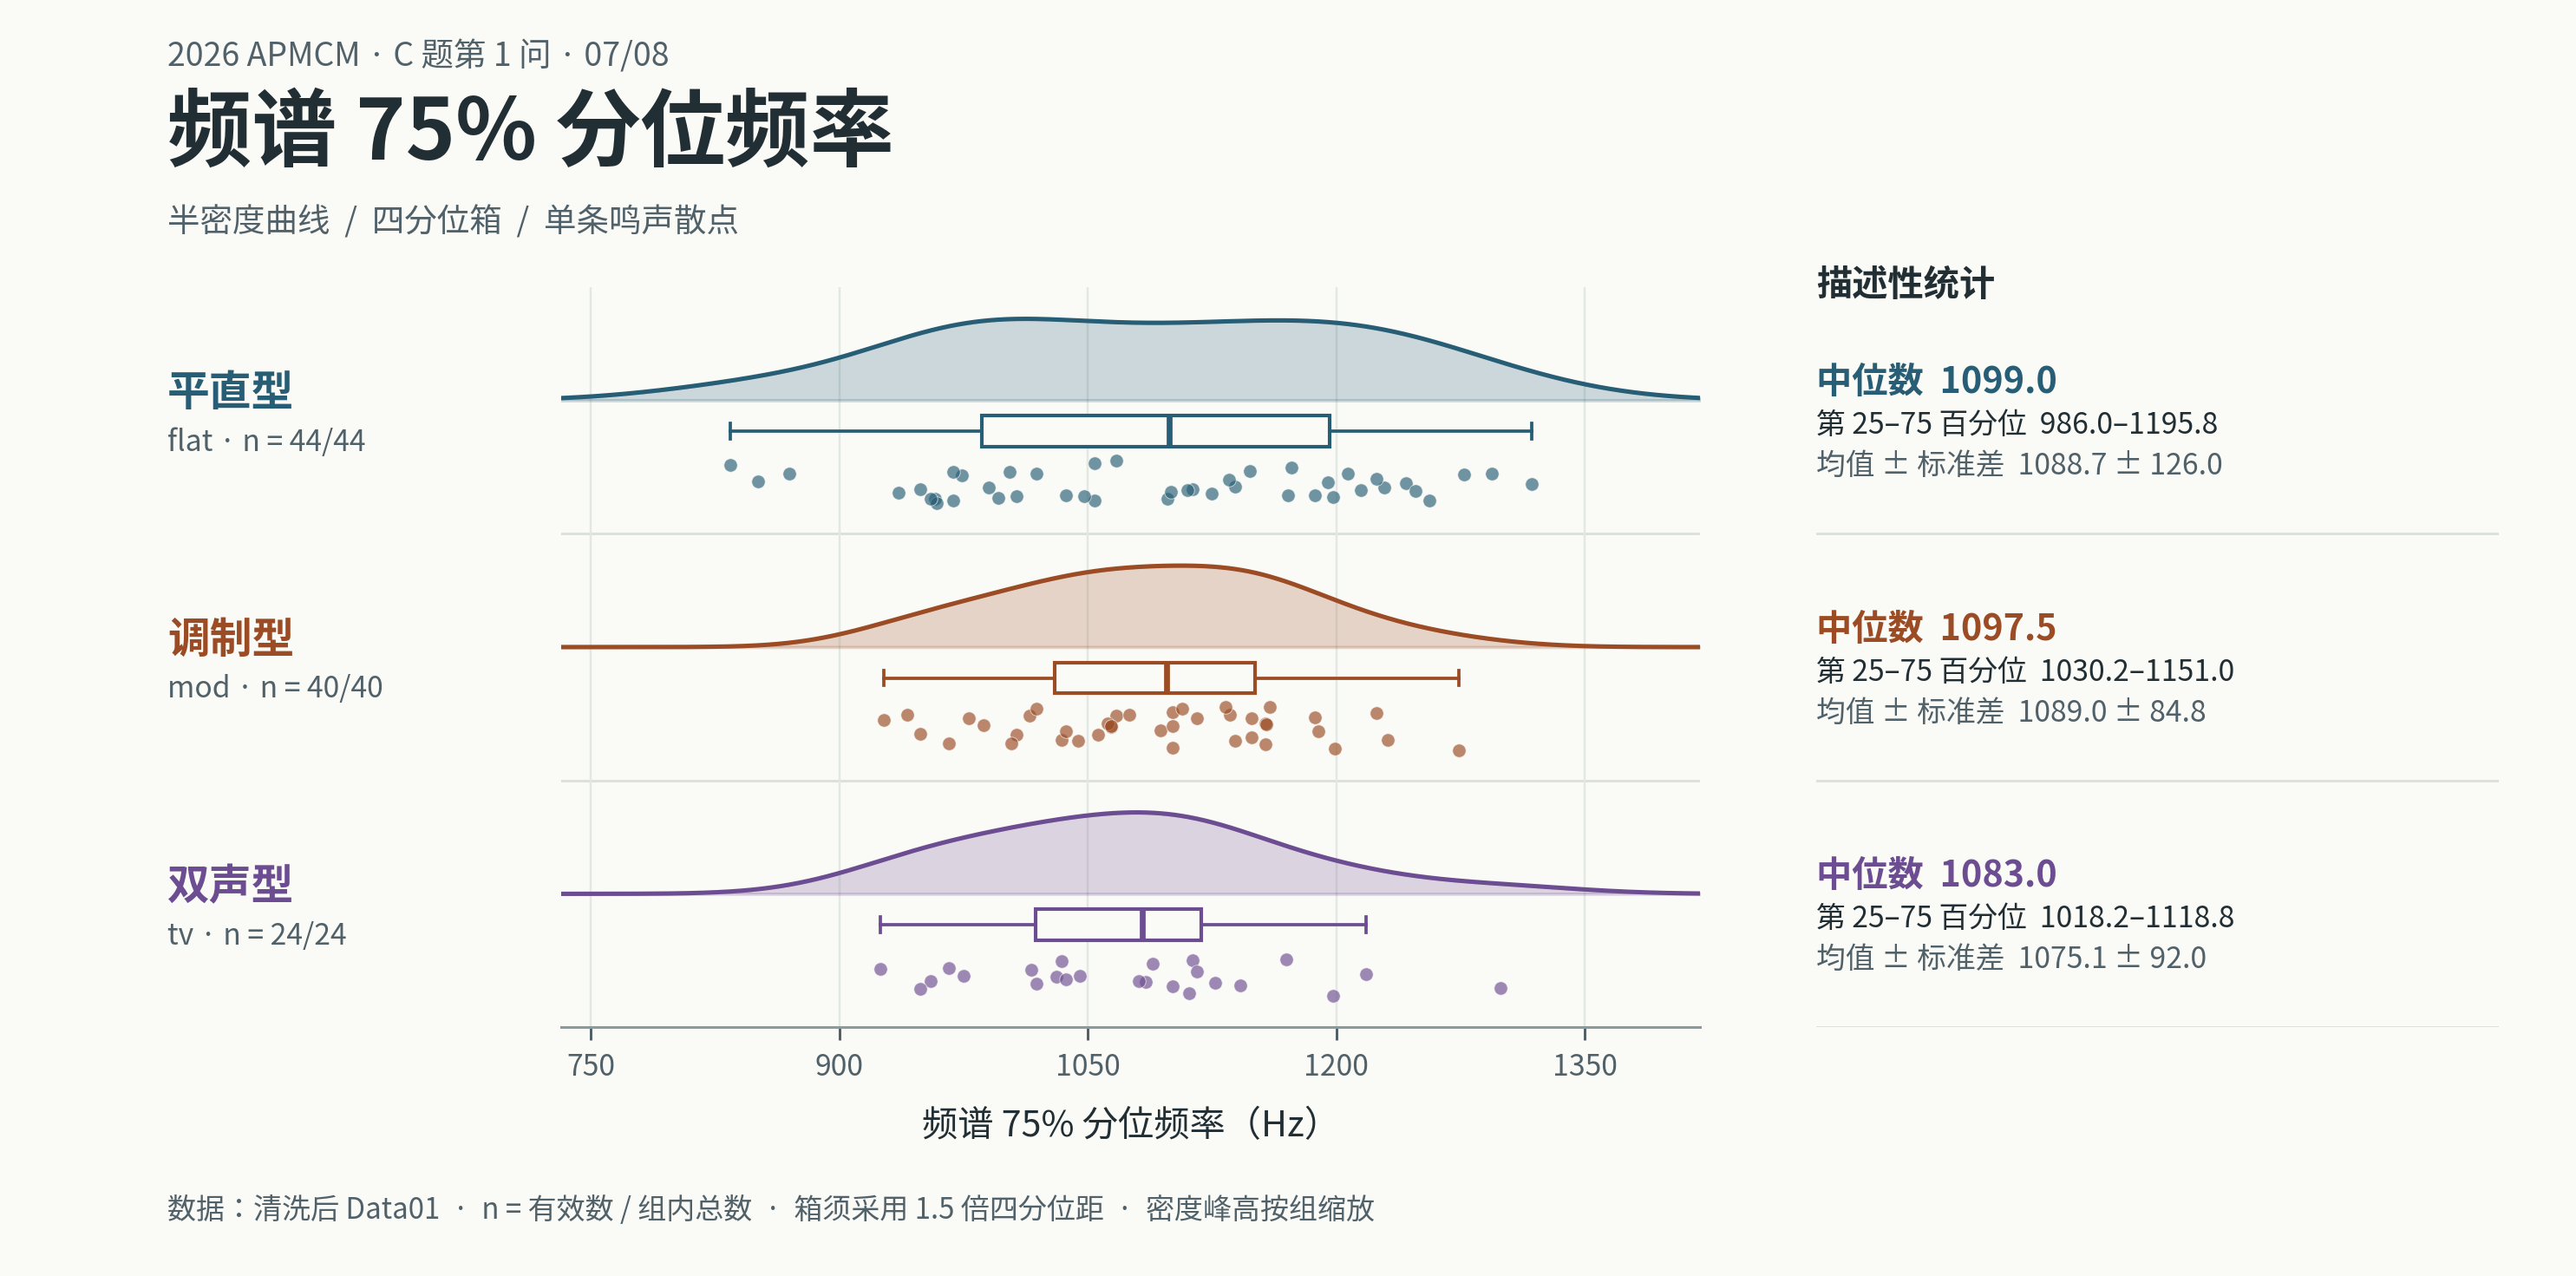 2026 APMCM · C 题第 1 问 · 07/08
频谱 75% 分位频率
半密度曲线 / 四分位箱 / 单条鸣声散点
描述性统计
平直型
flat · n = 44/44
中位数 1099.0
第 25–75 百分位 986.0–1195.8
均值 ± 标准差 1088.7 ± 126.0
调制型
mod · n = 40/40
中位数 1097.5
第 25–75 百分位 1030.2–1151.0
均值 ± 标准差 1089.0 ± 84.8
双声型
tv · n = 24/24
中位数 1083.0
第 25–75 百分位 1018.2–1118.8
均值 ± 标准差 1075.1 ± 92.0
750 900 1050 1200 1350
频谱 75% 分位频率（Hz）
数据：清洗后 Data01 · n = 有效数 / 组内总数 · 箱须采用 1.5 倍四分位距 · 密度峰高按组缩放